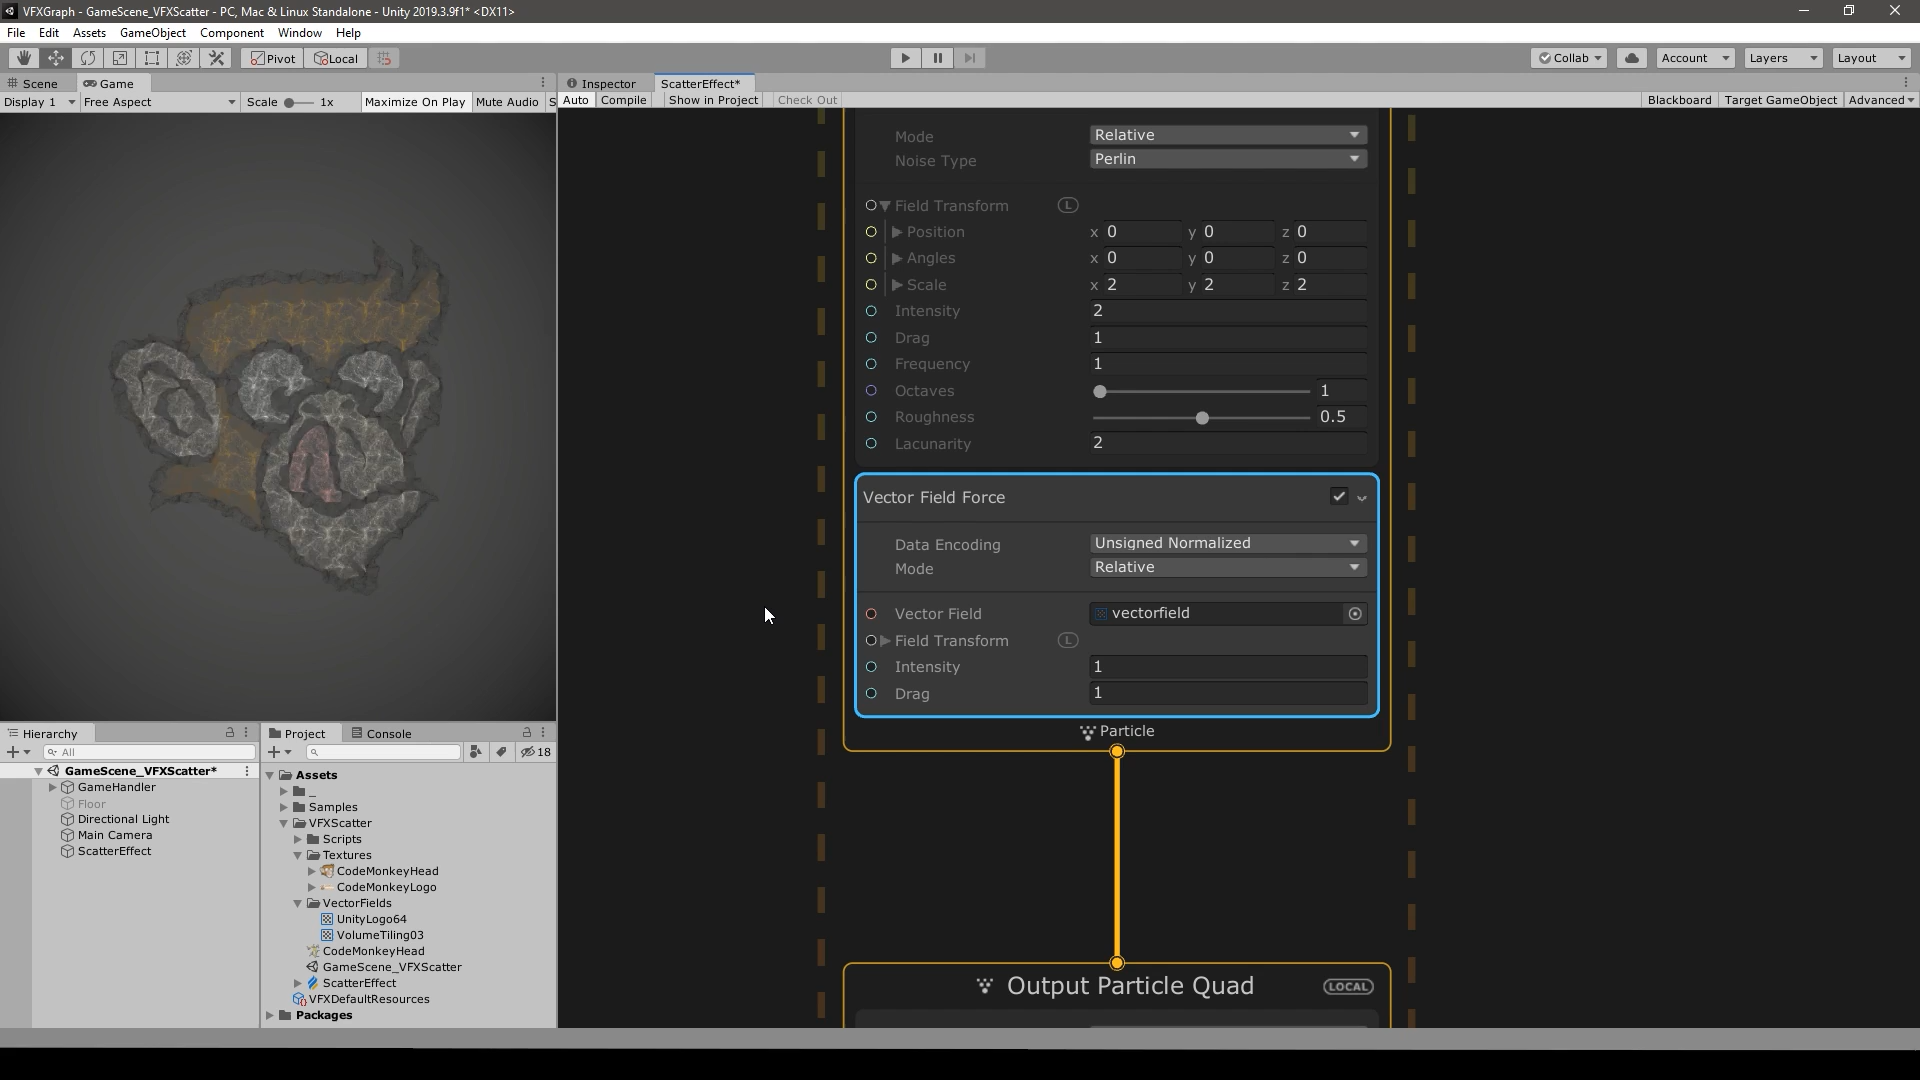 VFXGraph - GameScene_VFXScatter - PC, Mac & Linux Standalone - Unity 2019.3.9f1* <DX11>
File Edit Assets GameObject Component Window Help
Pivot Local Collab Account Layers Layout
Scene Game Inspector ScatterEffect*
Display 1 Free Aspect Scale 1x Maximize On Play Mute Audio S Auto Compile Show in Project Check Out Blackboard Target GameObject Advanced
Mode Relative
Noise Type Perlin
Field Transform L
Position x 0 y 0 z 0
Angles x 0 y 0 z 0
Scale x 2 y 2 z 2
Intensity 2
Drag 1
Frequency 1
Octaves 1
Roughness 0.5
Lacunarity 2
Vector Field Force
Data Encoding Unsigned Normalized
Mode Relative
Vector Field vectorfield
Field Transform L
Intensity 1
Drag 1
Particle
Output Particle Quad LOCAL
Hierarchy
All
GameScene_VFXScatter*
GameHandler
Floor
Directional Light
Main Camera
ScatterEffect
Project Console
18
Assets
_
Samples
VFXScatter
Scripts
Textures
CodeMonkeyHead
CodeMonkeyLogo
VectorFields
UnityLogo64
VolumeTiling03
CodeMonkeyHead
GameScene_VFXScatter
ScatterEffect
VFXDefaultResources
Packages